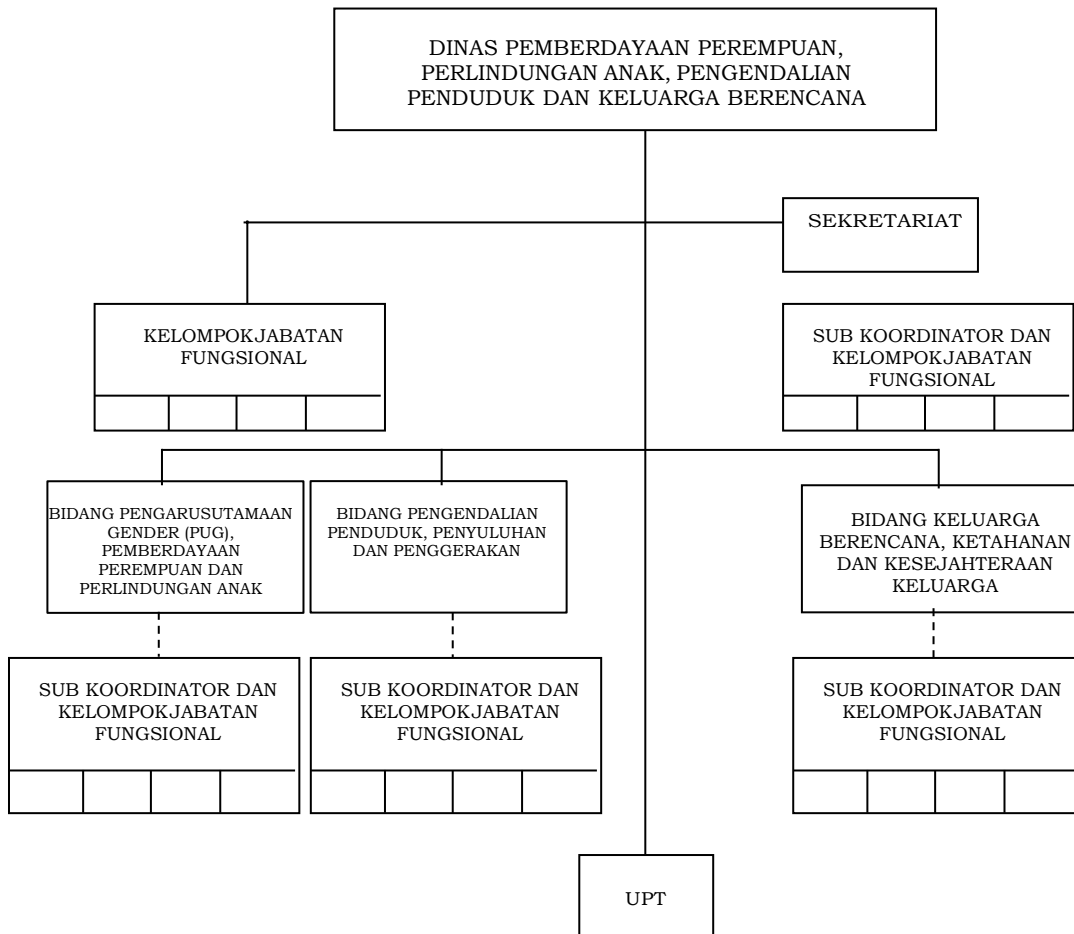 DINAS PEMBERDAYAAN PEREMPUAN,
PERLINDUNGAN ANAK, PENGENDALIAN
PENDUDUK DAN KELUARGA BERENCANA
SEKRETARIAT
KELOMPOKJABATAN
FUNGSIONAL
SUB KOORDINATOR DAN
KELOMPOKJABATAN
FUNGSIONAL
BIDANG PENGARUSUTAMAAN
GENDER (PUG),
PEMBERDAYAAN
PEREMPUAN DAN
PERLINDUNGAN ANAK
BIDANG PENGENDALIAN
PENDUDUK, PENYULUHAN
DAN PENGGERAKAN
BIDANG KELUARGA
BERENCANA, KETAHANAN
DAN KESEJAHTERAAN
KELUARGA
SUB KOORDINATOR DAN
KELOMPOKJABATAN
FUNGSIONAL
SUB KOORDINATOR DAN
KELOMPOKJABATAN
FUNGSIONAL
SUB KOORDINATOR DAN
KELOMPOKJABATAN
FUNGSIONAL
UPT